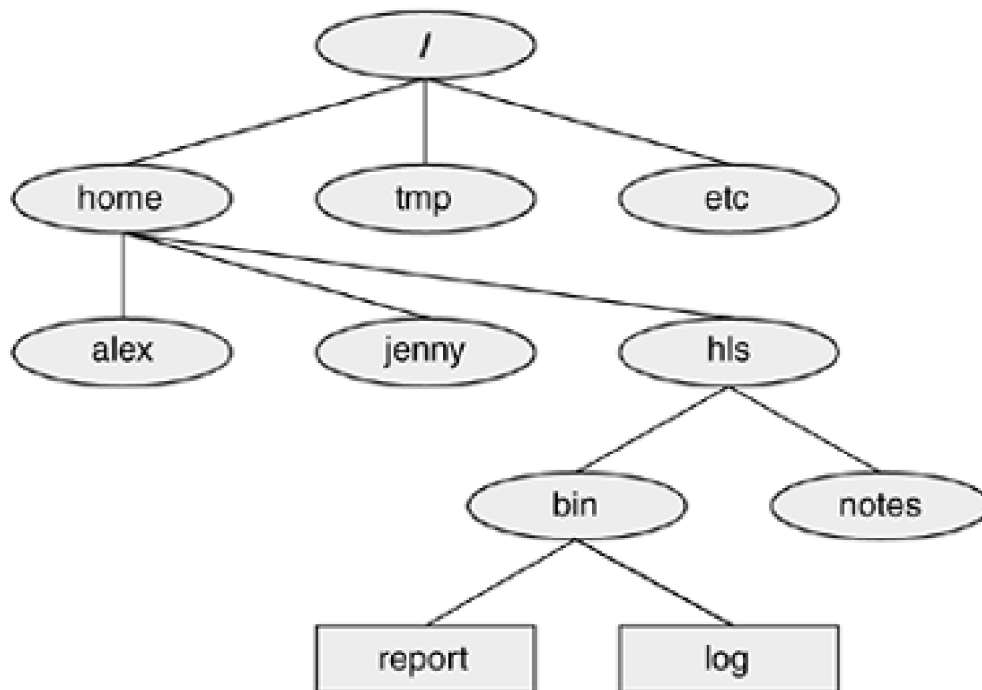 /
home tmp etc
alex jenny hls
bin notes
report log